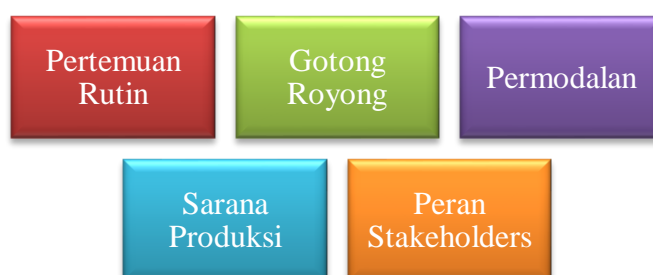 Pertemuan
Rutin
Gotong
Royong
Permodalan
Sarana
Produksi
Peran
Stakeholders